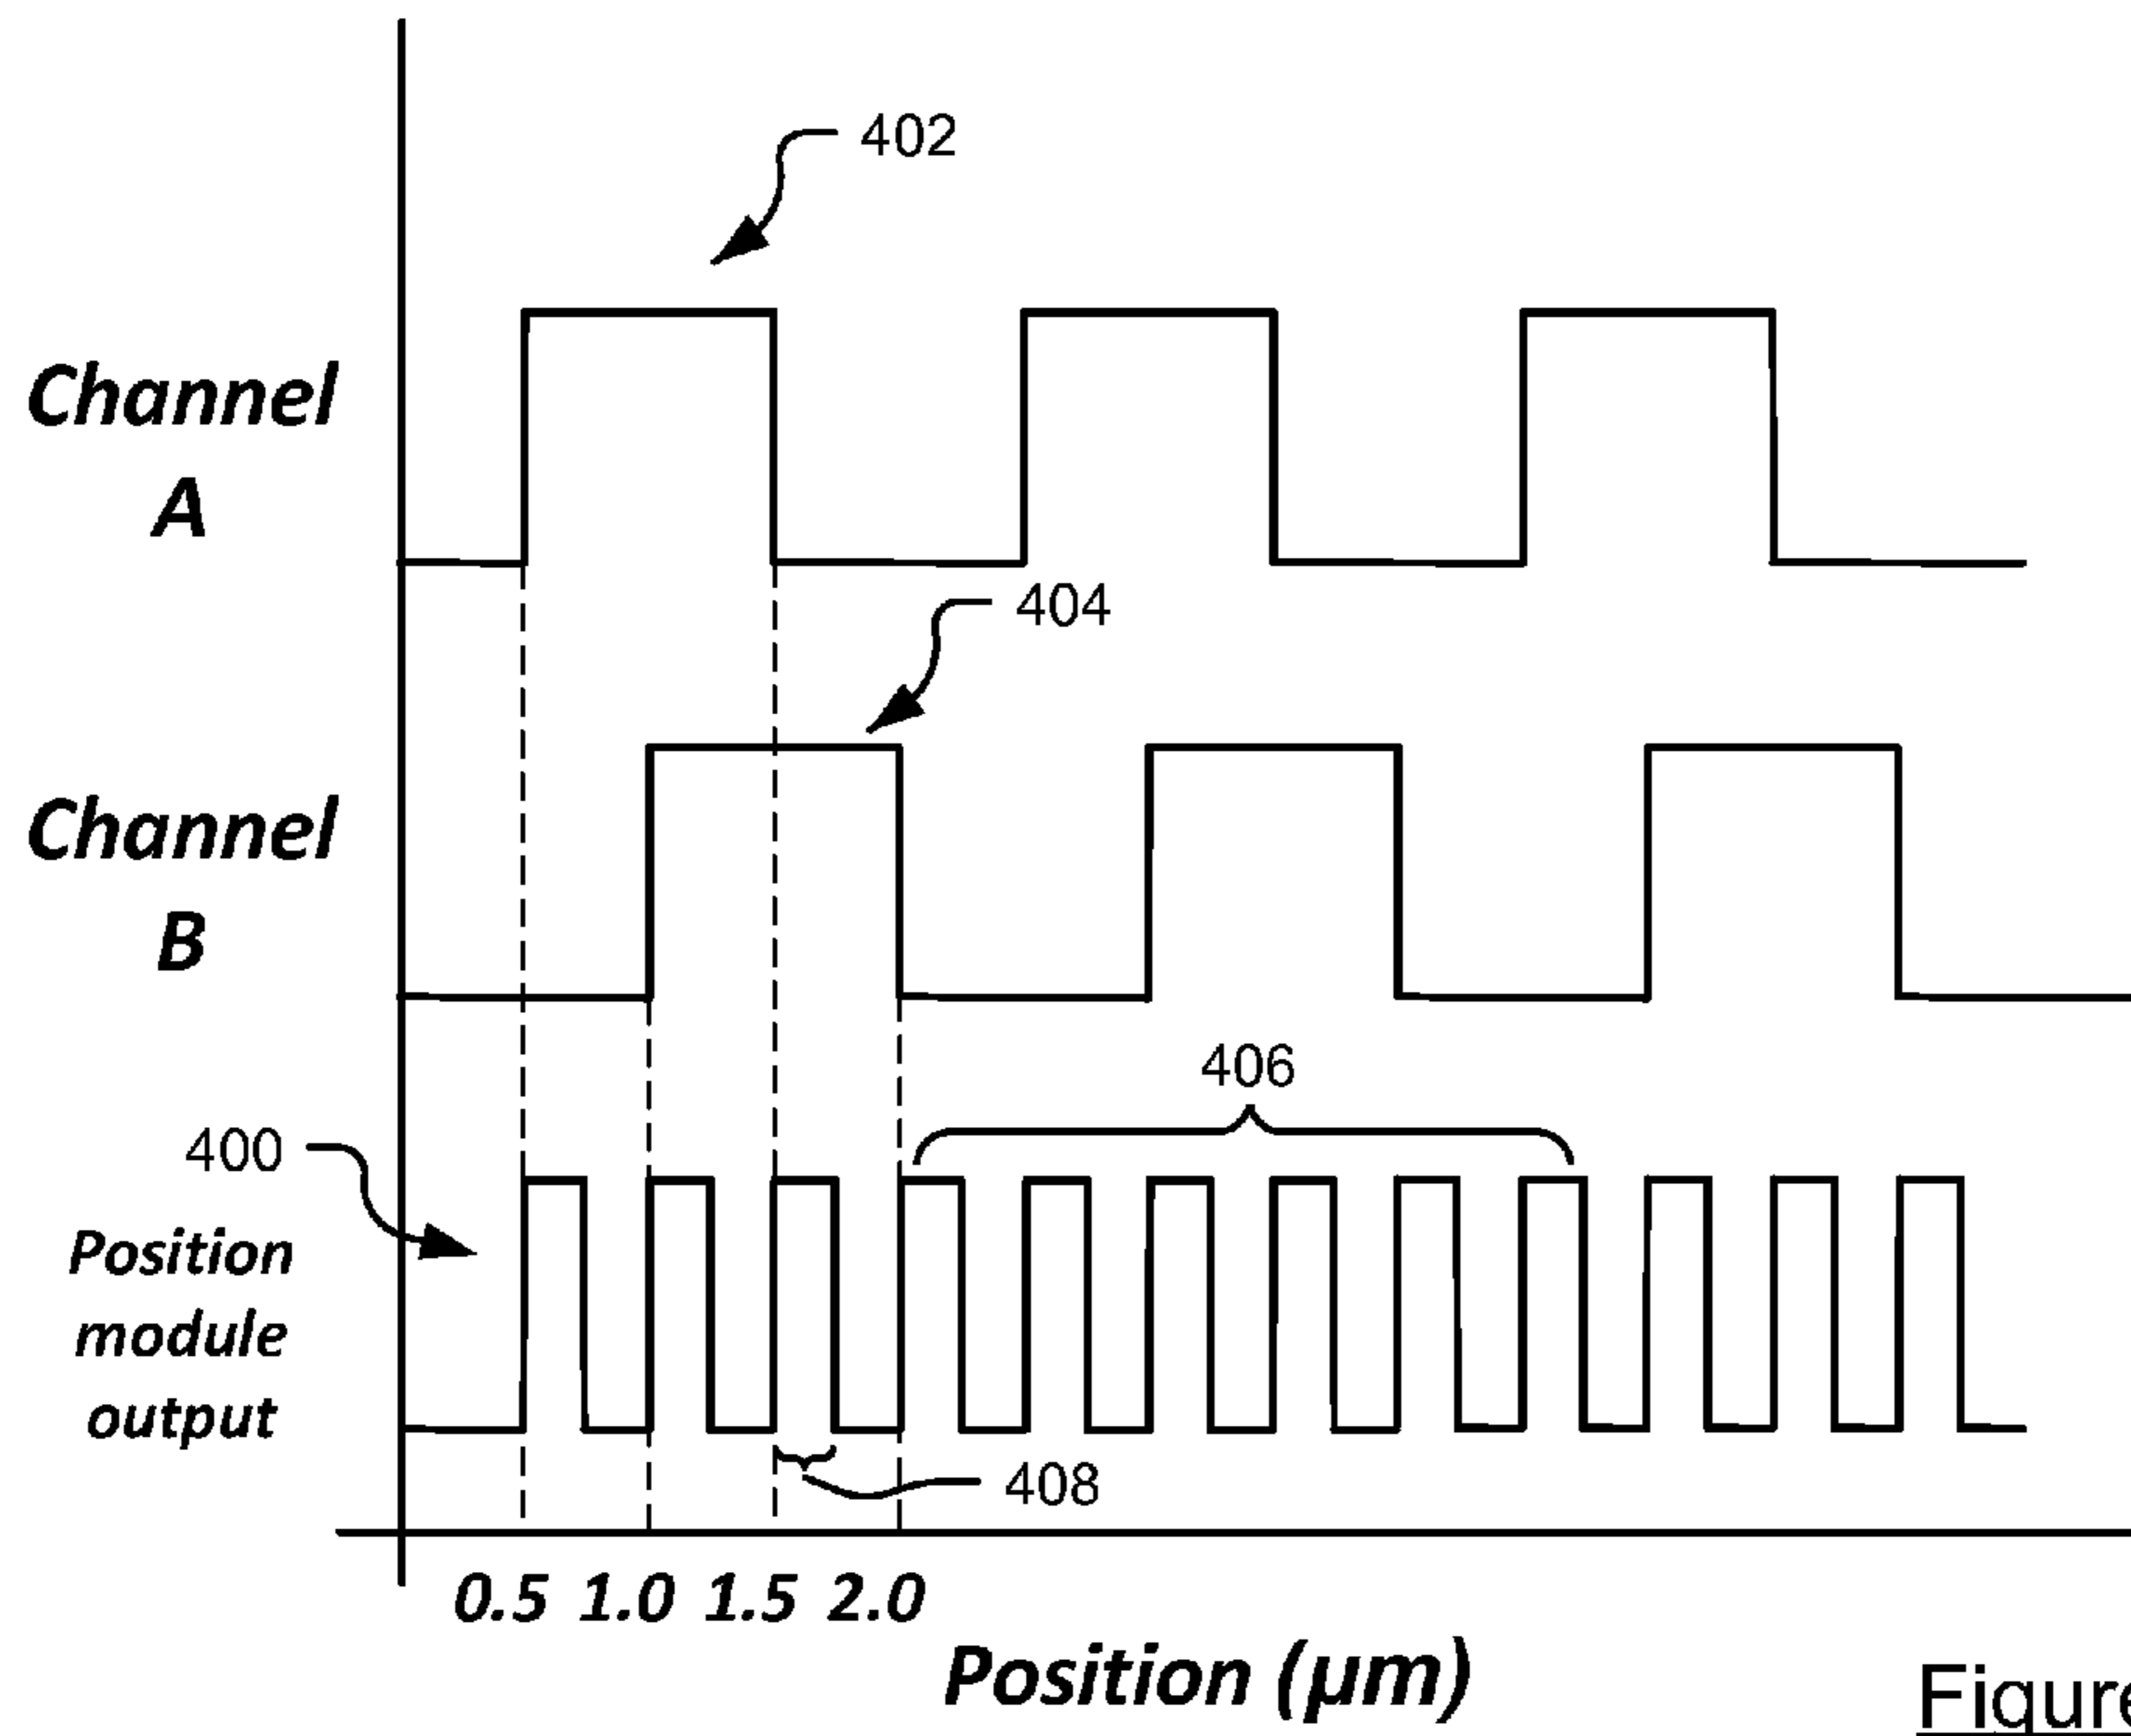 402
Channel
A
404
Channel
B
406
400
Position
module
output
408
0.5 1.0 1.5 2.0
Position (µm)
Figure